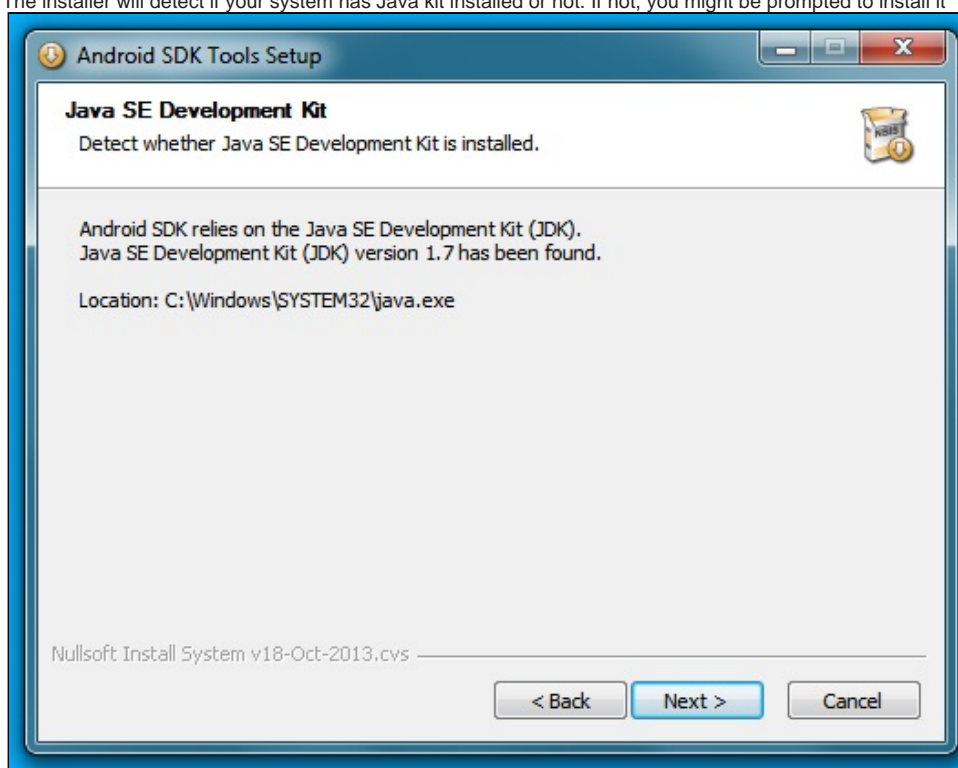 The installer will detect if your system has Java kit installed or not. If not, you might be prompted to install it
Android SDK Tools Setup
Java SE Development Kit
Detect whether Java SE Development Kit is installed.
NSIS
Android SDK relies on the Java SE Development Kit (JDK).
Java SE Development Kit (JDK) version 1.7 has been found.
Location: C:\Windows\SYSTEM32\java.exe
Nullsoft Install System v18-Oct-2013.cvs
< Back Next > Cancel